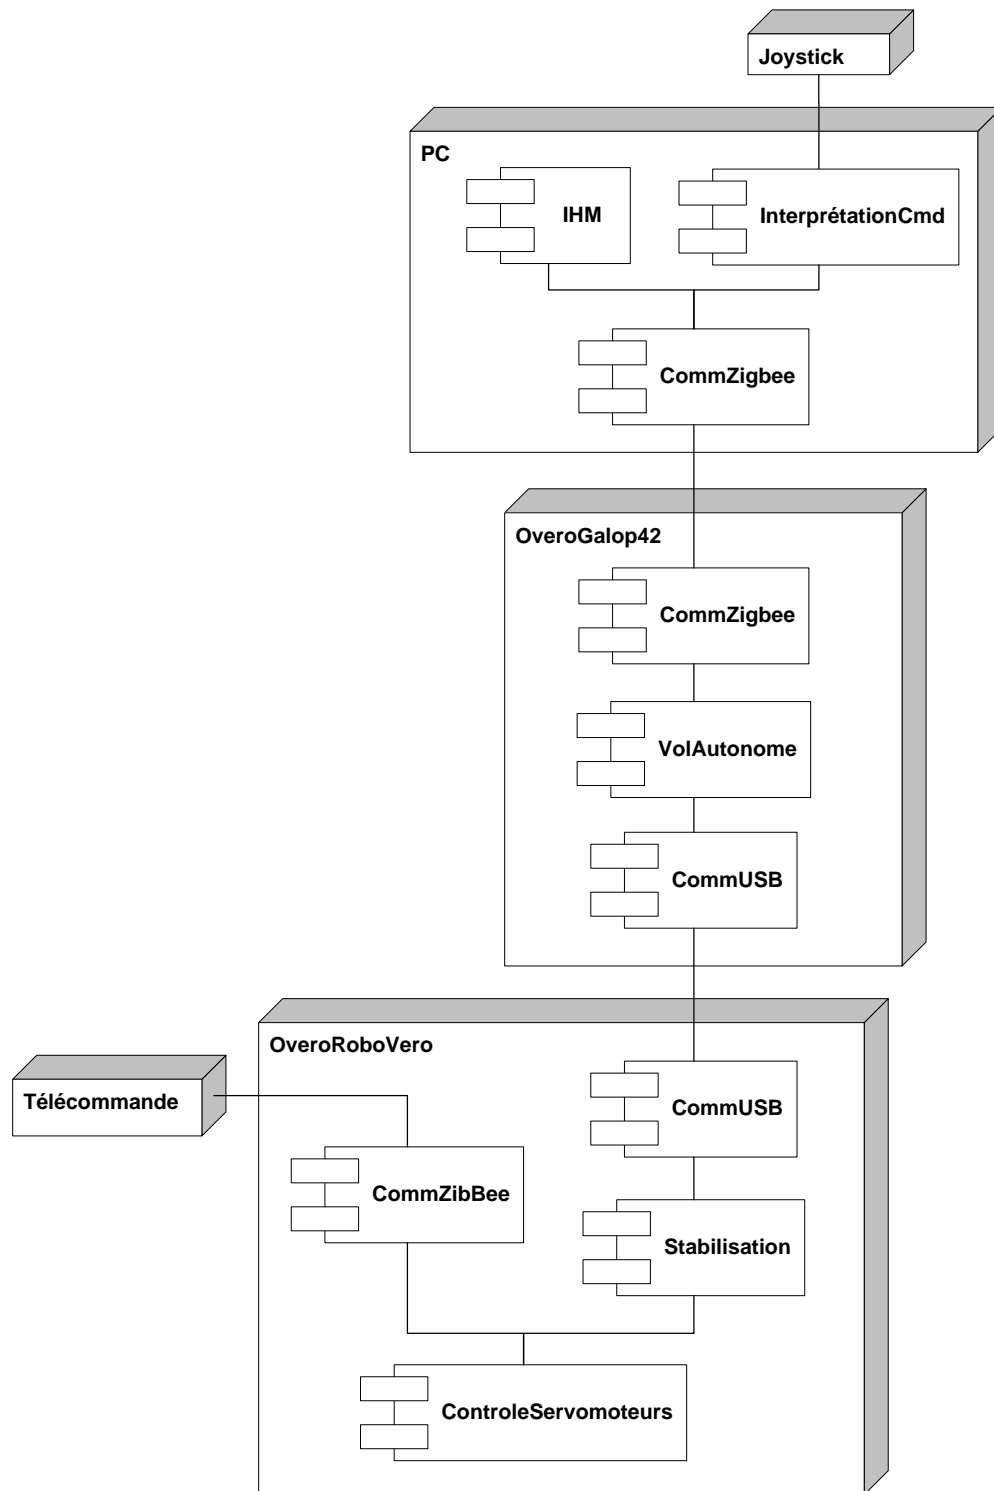 Joystick
PC
IHM
InterprétationCmd
CommZigbee
OveroGalop42
CommZigbee
VolAutonome
CommUSB
OveroRoboVero
Télécommande
CommUSB
CommZibBee
Stabilisation
ControleServomoteurs